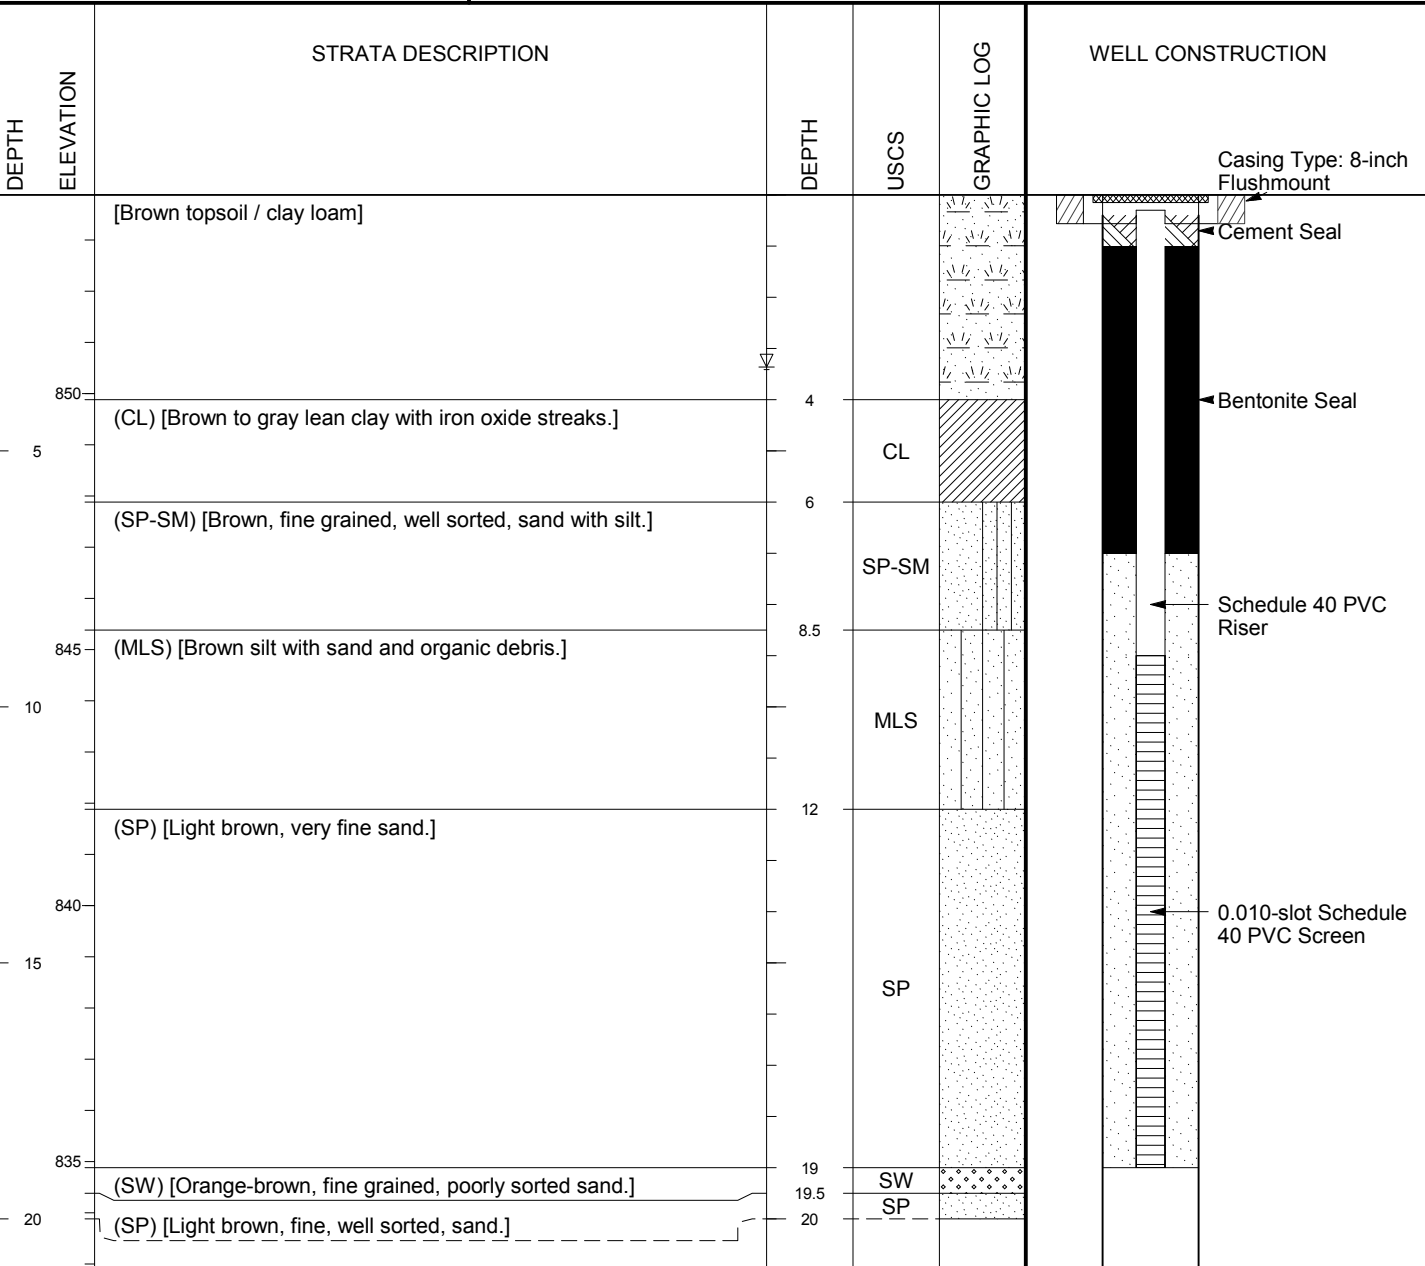 DEPTH
ELEVATION
STRATA DESCRIPTION
DEPTH
USCS
GRAPHIC LOG
WELL CONSTRUCTION
Casing Type: 8-inch
Flushmount
[Brown topsoil / clay loam]
Cement Seal
850
4
Bentonite Seal
(CL) [Brown to gray lean clay with iron oxide streaks.]
5
CL
6
(SP-SM) [Brown, fine grained, well sorted, sand with silt.]
SP-SM
Schedule 40 PVC
Riser
8.5
845
(MLS) [Brown silt with sand and organic debris.]
10
MLS
12
(SP) [Light brown, very fine sand.]
840
0.010-slot Schedule
40 PVC Screen
15
SP
835
19
(SW) [Orange-brown, fine grained, poorly sorted sand.]
SW
19.5
SP
20
(SP) [Light brown, fine, well sorted, sand.]
20